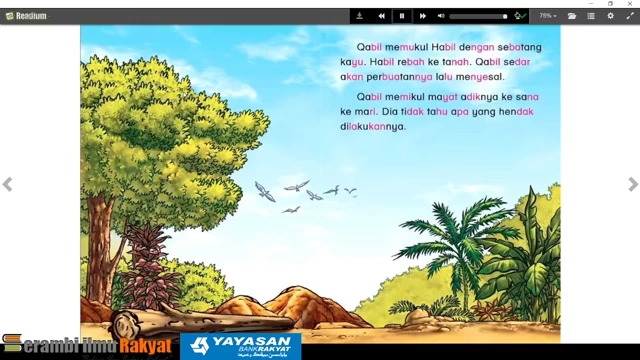 Readium
78%
Qabil memukul Habil dengan sebatang
kayu. Habil rebah ke tanah. Qabil sedar
akan perbuatannya lalu menyesal.
Qabil memikul mayat adiknya ke sana
ke mari. Dia tidak tahu apa yang hendak
dilakukannya.
Serambi Ilmu Rakyat
YAYASAN
BANK RAKYAT